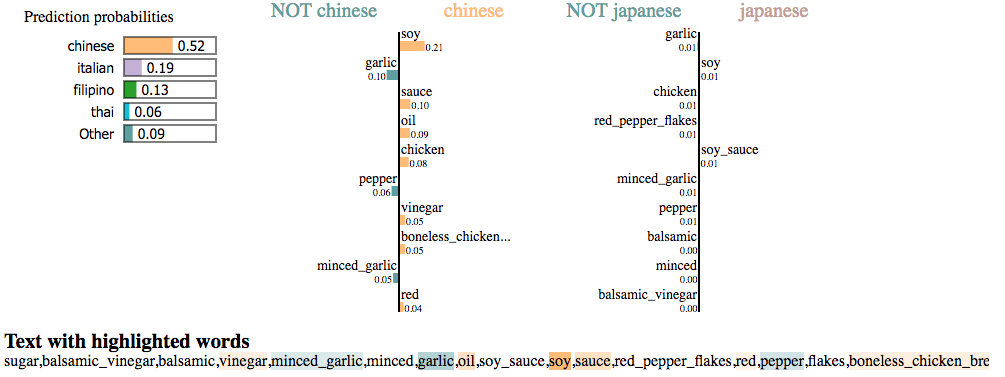 Prediction probabilities
chinese 0.52
italian 0.19
filipino 0.13
thai 0.06
Other 0.09
NOT chinese chinese
soy
0.21
garlic
0.10
sauce
0.10
oil
0.09
chicken
0.08
pepper
0.06
vinegar
0.05
boneless_chicken...
0.05
minced_garlic
0.05
red
0.04
NOT japanese japanese
garlic
0.01
soy
0.01
chicken
0.01
red_pepper_flakes
0.01
soy_sauce
0.01
minced_garlic
0.01
pepper
0.01
balsamic
0.00
minced
0.00
balsamic_vinegar
0.00
Text with highlighted words
sugar,balsamic_vinegar,balsamic,vinegar,minced_garlic,minced,garlic,oil,soy_sauce,soy,sauce,red_pepper_flakes,red,pepper,flakes,boneless_chicken_bre